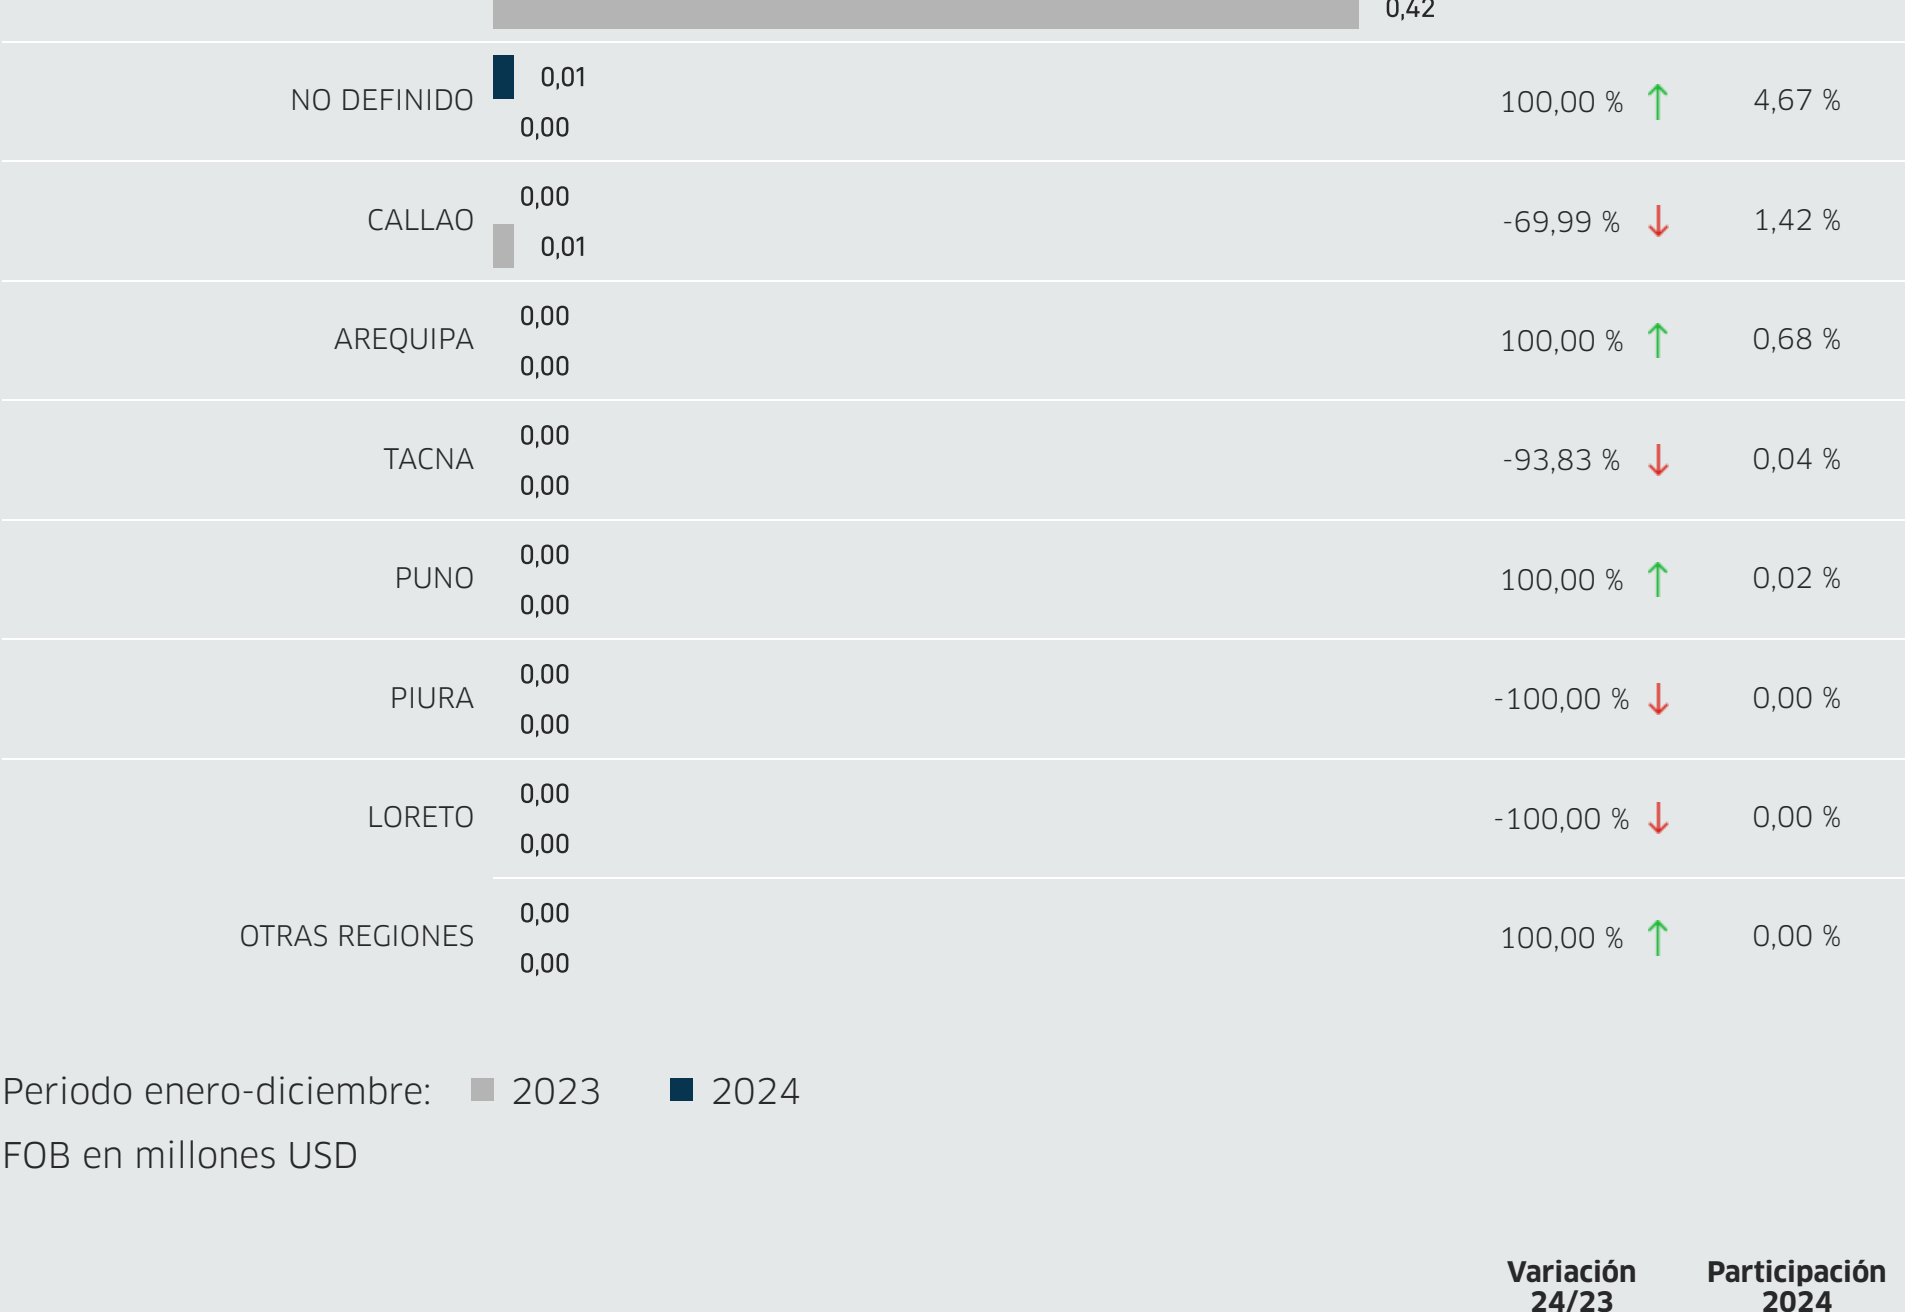 0,42
NO DEFINIDO 0,01 0,00 100,00 % ↑ 4,67 %
CALLAO 0,00 0,01 -69,99 % ↓ 1,42 %
AREQUIPA 0,00 0,00 100,00 % ↑ 0,68 %
TACNA 0,00 0,00 -93,83 % ↓ 0,04 %
PUNO 0,00 0,00 100,00 % ↑ 0,02 %
PIURA 0,00 0,00 -100,00 % ↓ 0,00 %
LORETO 0,00 0,00 -100,00 % ↓ 0,00 %
OTRAS REGIONES 0,00 0,00 100,00 % ↑ 0,00 %
Periodo enero-diciembre: 2023 2024
FOB en millones USD
Variación Participación
24/23 2024